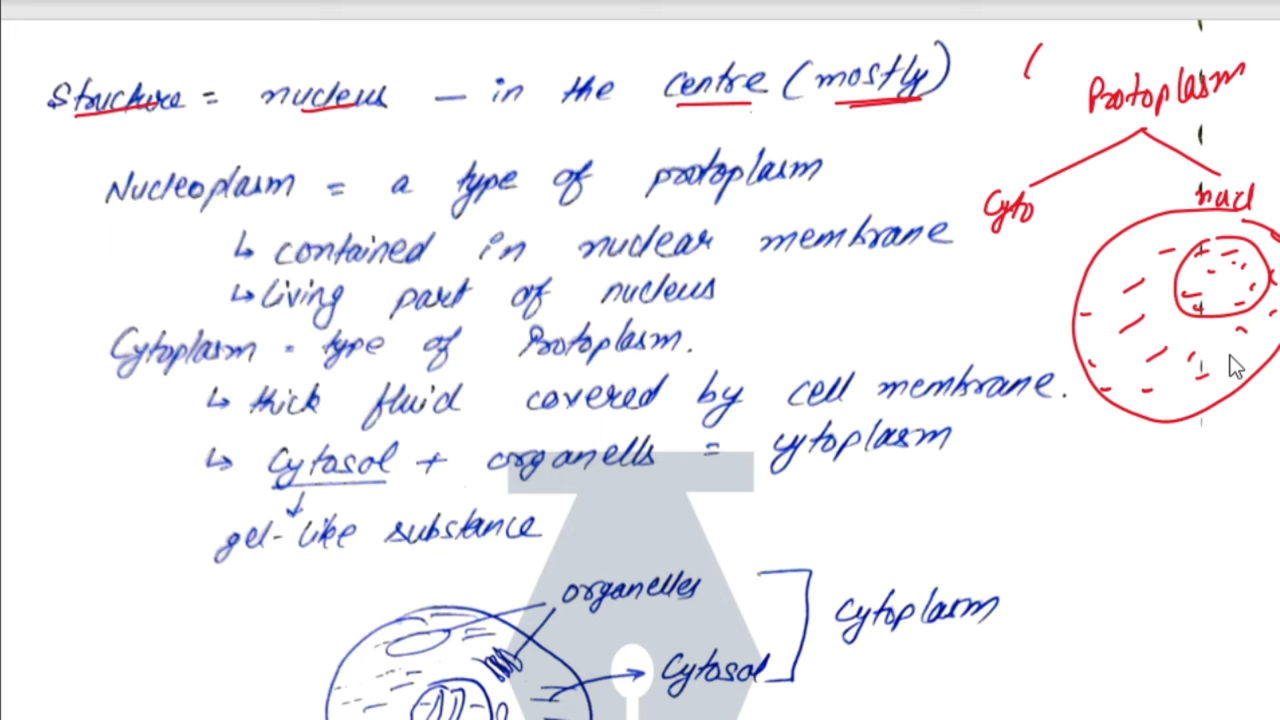 Structure = nucleus - in the centre (mostly)
(
Protoplasm
Nucleoplasm = a type of protoplasm
Cyto
nucl
↳ contained in nuclear membrane
↳ Living part of nucleus
Cytoplasm = type of Protoplasm.
↳ thick fluid covered by cell membrane.
↳ Cytosol + organells = cytoplasm
↓
gel-like substance
organelles
Cytoplasm
Cytosol